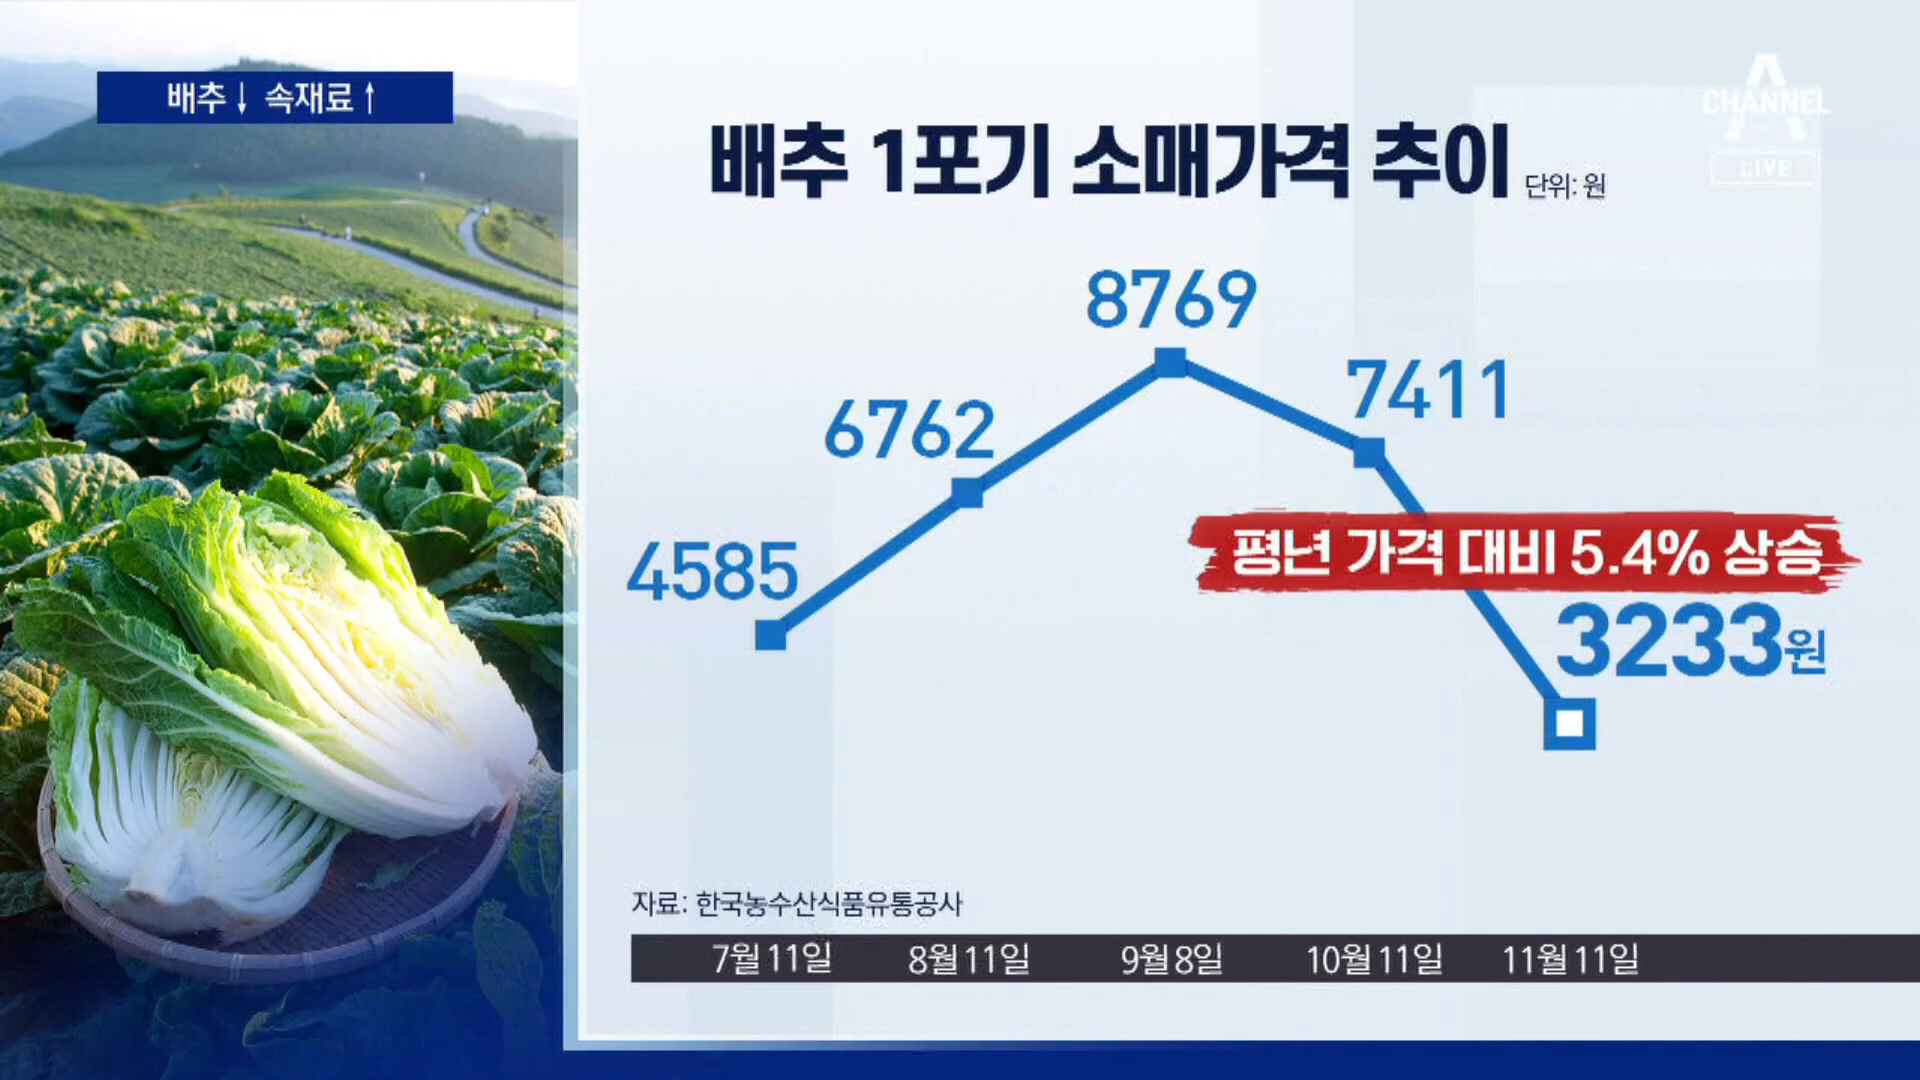 배추↓ 속재료↑
CHANNEL A
LIVE
배추 1포기 소매가격 추이 단위: 원
8769
7411
6762
4585
평년 가격 대비 5.4% 상승
3233원
자료: 한국농수산식품유통공사
7월 11일 8월 11일 9월 8일 10월 11일 11월 11일